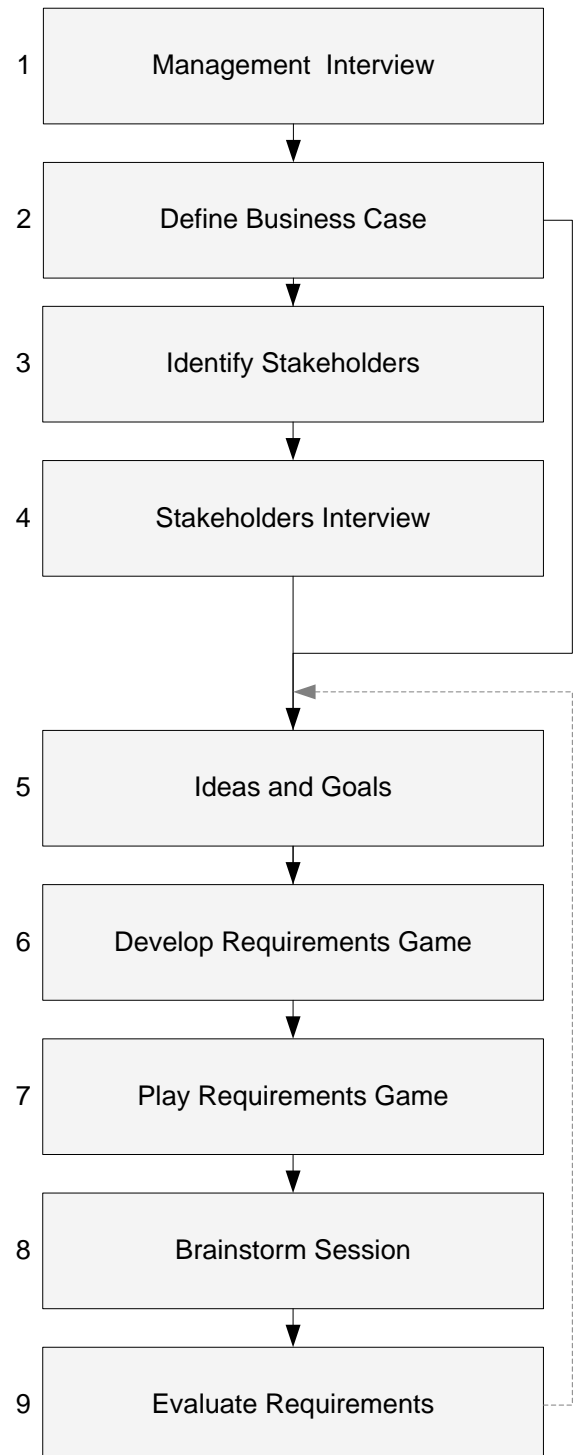 1 Management Interview
2 Define Business Case
3 Identify Stakeholders
4 Stakeholders Interview
5 Ideas and Goals
6 Develop Requirements Game
7 Play Requirements Game
8 Brainstorm Session
9 Evaluate Requirements